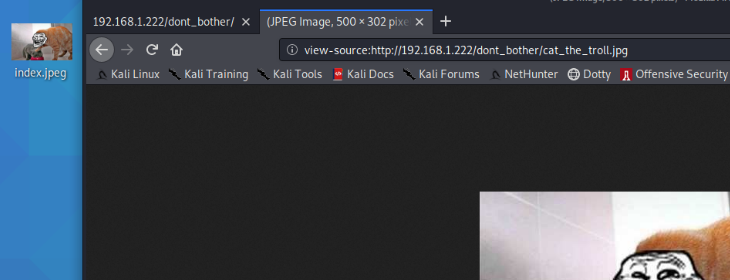 192.168.1.222/dont_bother/
(JPEG Image, 500 × 302 pixe
view-source:http://192.168.1.222/dont_bother/cat_the_troll.jpg
index.jpeg
Kali Linux Kali Training Kali Tools Kali Docs Kali Forums NetHunter Dotty Offensive Security